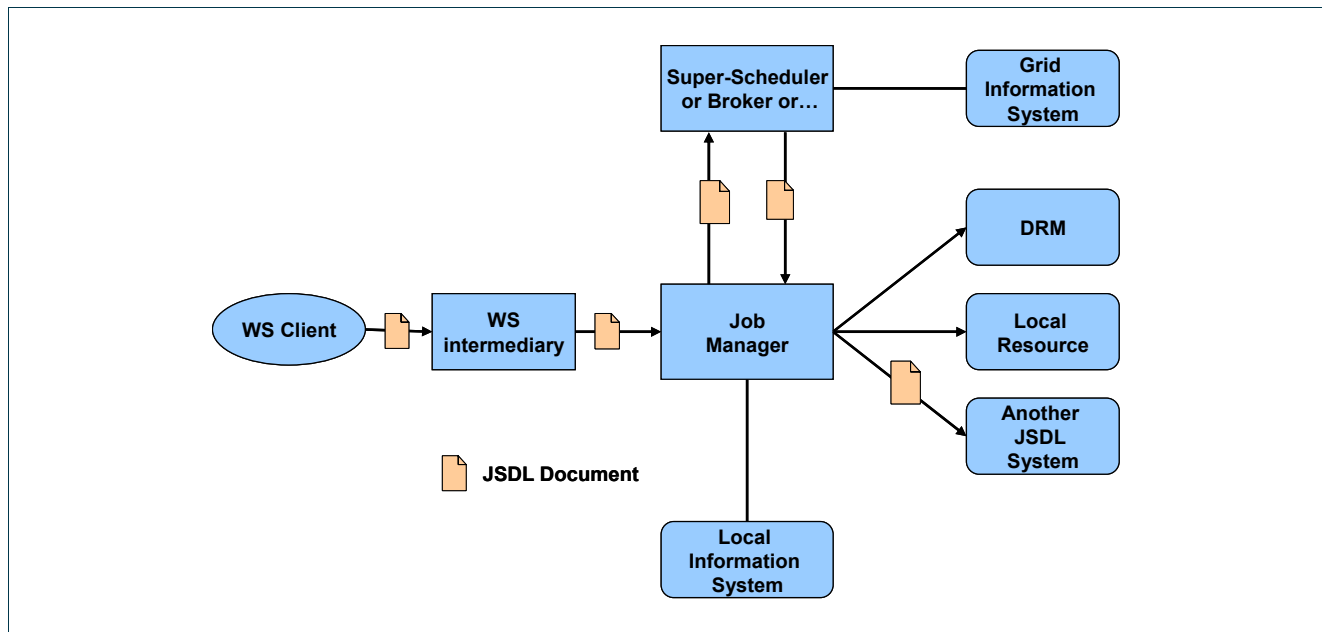 Super-Scheduler
or Broker or…
Grid
Information
System
DRM
WS Client
WS
intermediary
Job
Manager
Local
Resource
Another
JSDL
System
JSDL Document
Local
Information
System